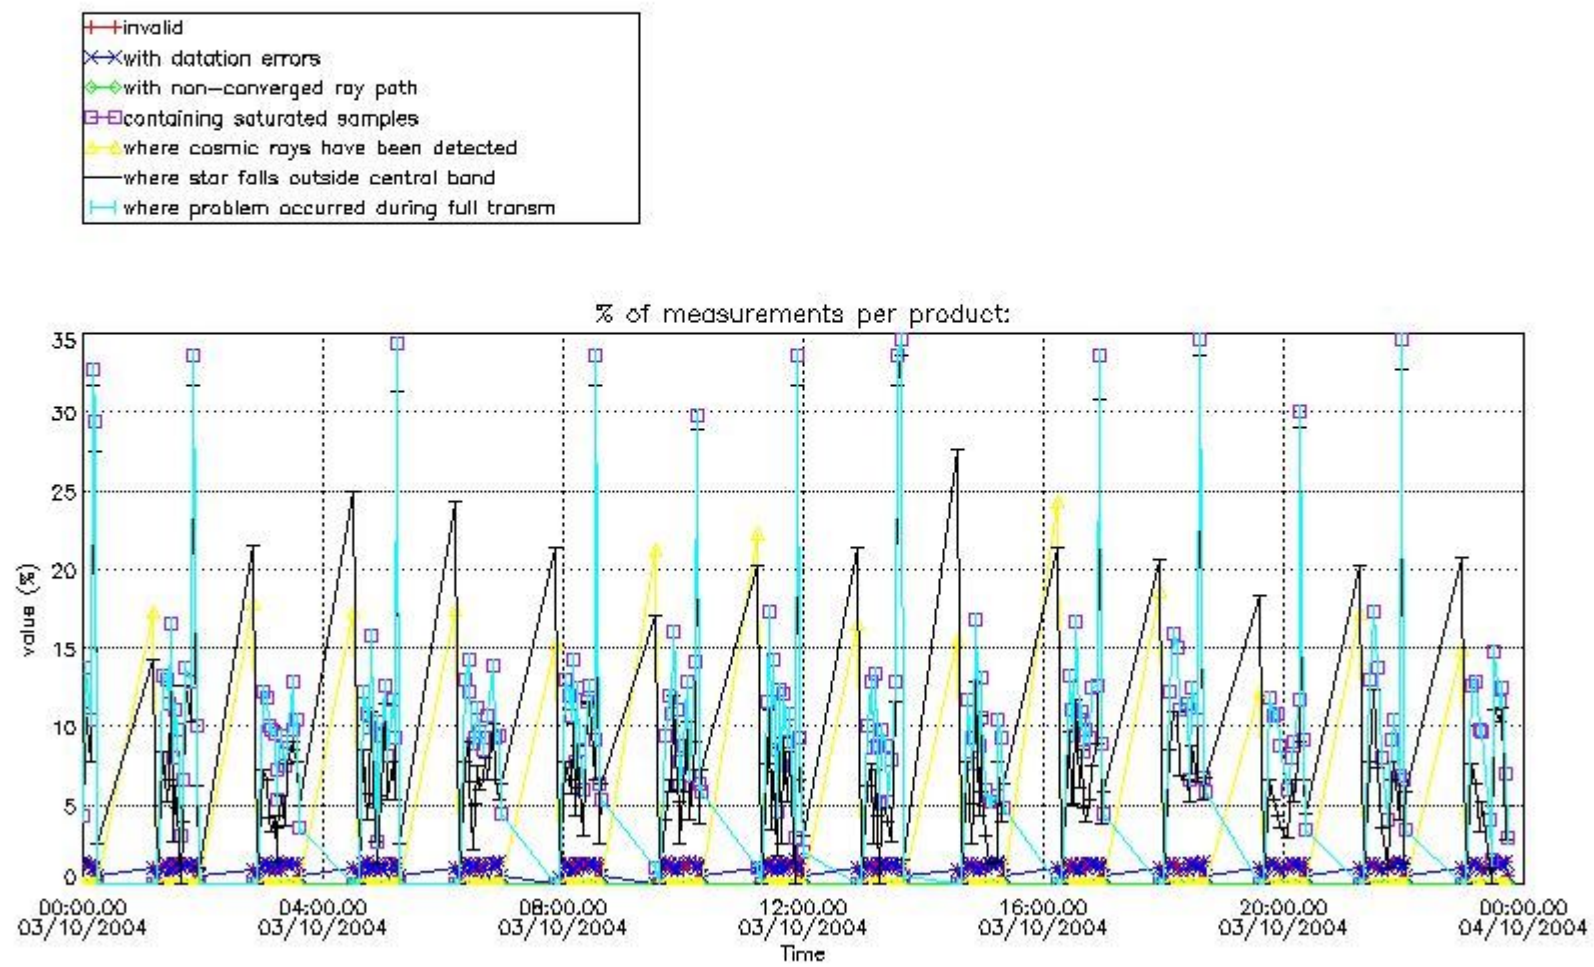 invalid
with datation errors
with non-converged ray path
containing saturated samples
where cosmic rays have been detected
where star falls outside central band
where problem occurred during full transm
% of measurements per product:
35
30
25
20
15
10
5
0
value (%)
00:00:00 04:00:00 08:00:00 12:00:00 16:00:00 20:00:00 00:00:00
03/10/2004 03/10/2004 03/10/2004 03/10/2004 03/10/2004 03/10/2004 04/10/2004
Time